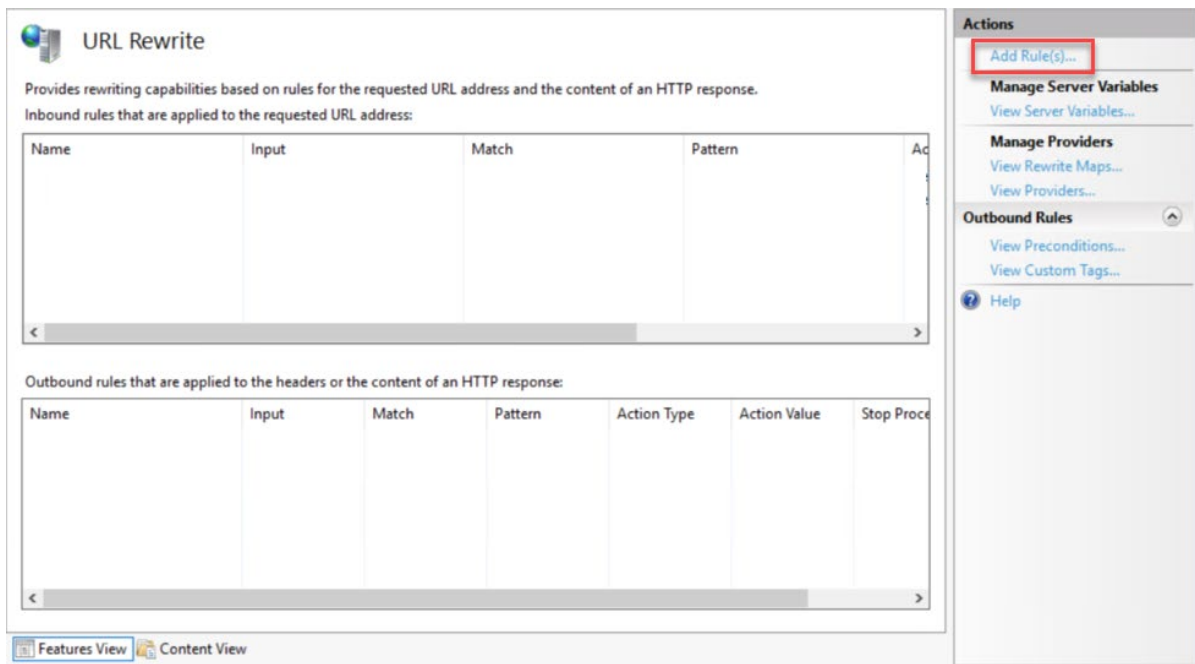 URL Rewrite
Provides rewriting capabilities based on rules for the requested URL address and the content of an HTTP response.
Inbound rules that are applied to the requested URL address:
Name Input Match Pattern Ac
Outbound rules that are applied to the headers or the content of an HTTP response:
Name Input Match Pattern Action Type Action Value Stop Proce
Features View Content View
Actions
Add Rule(s)...
Manage Server Variables
View Server Variables...
Manage Providers
View Rewrite Maps...
View Providers...
Outbound Rules
View Preconditions...
View Custom Tags...
Help